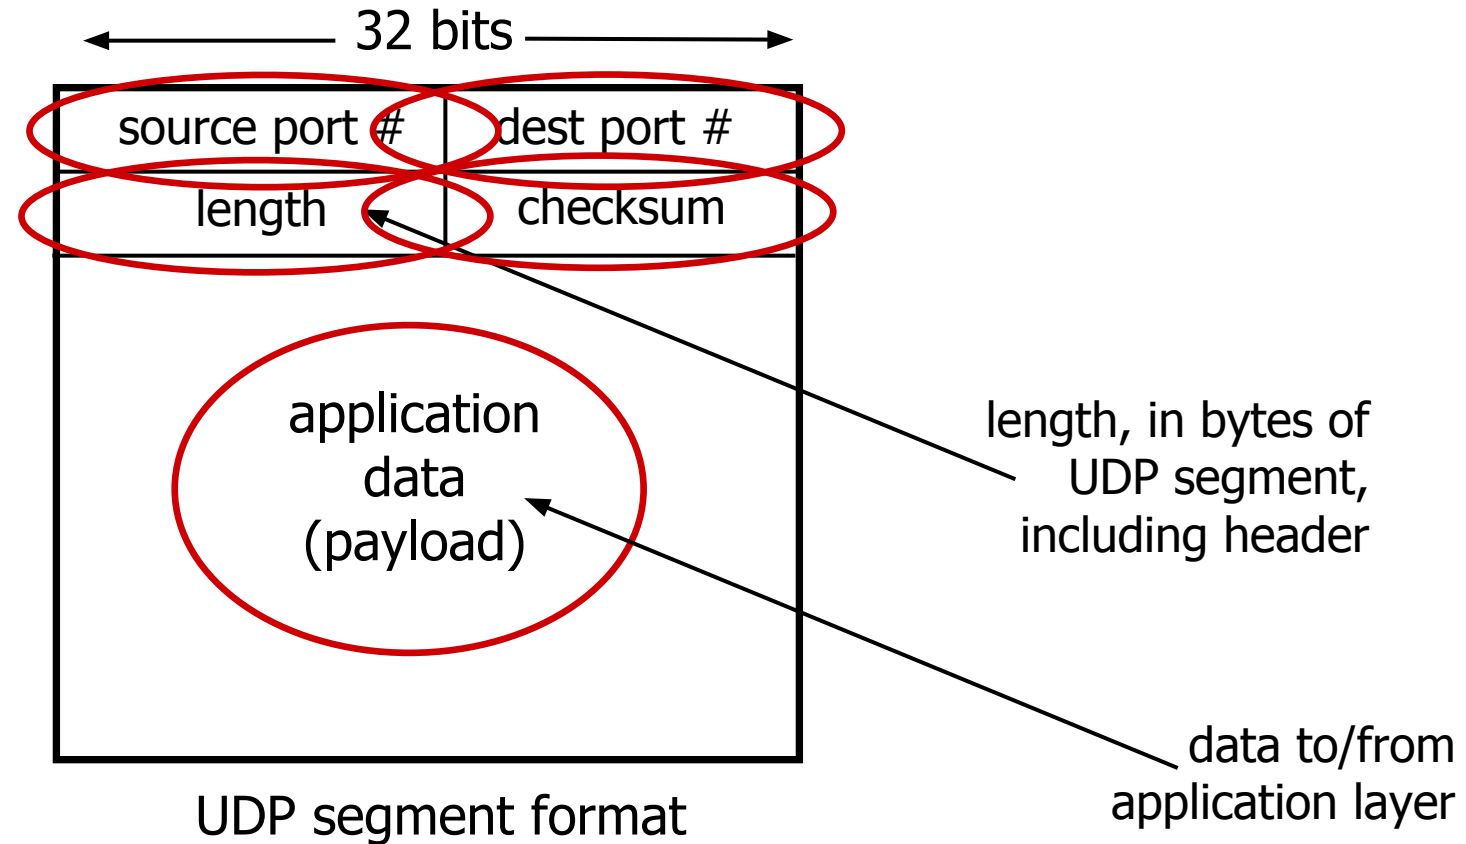 32 bits
source port # dest port #
length checksum
application
data
(payload)
length, in bytes of
UDP segment,
including header
data to/from
application layer
UDP segment format